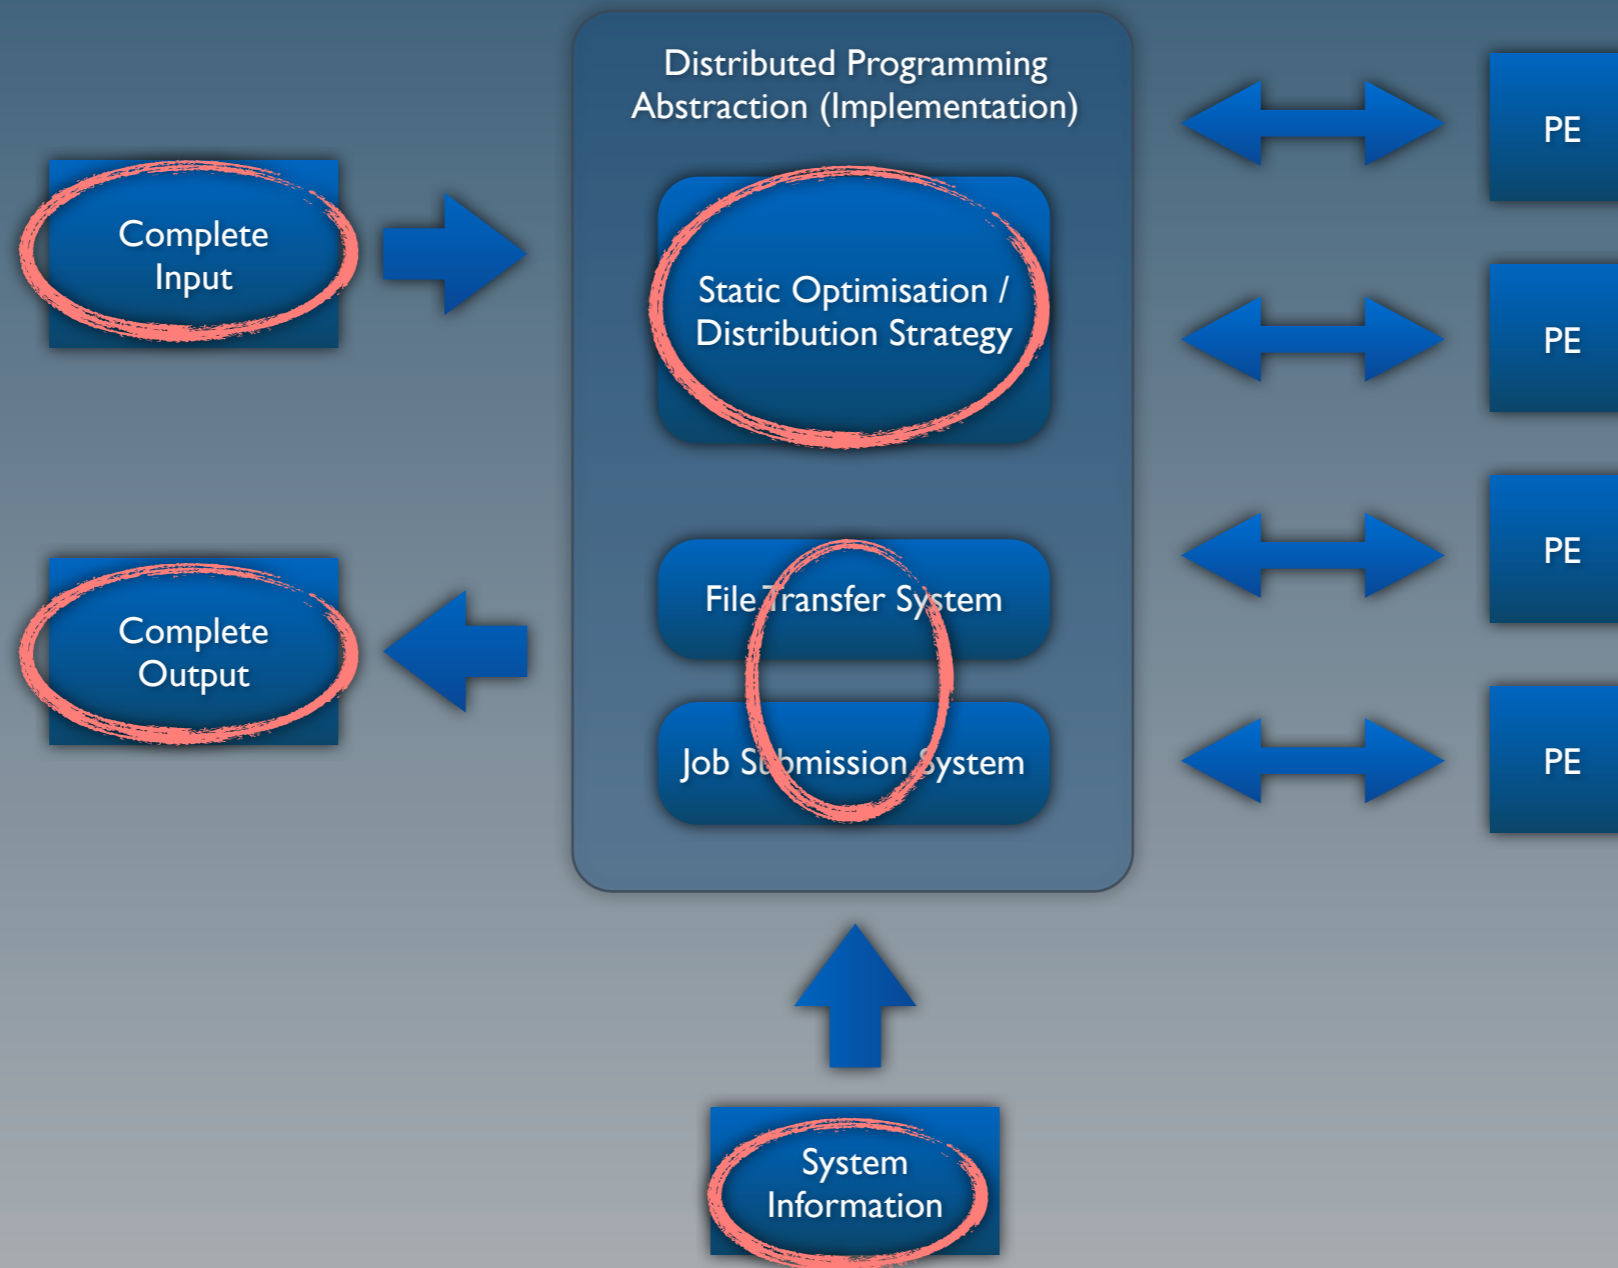 Distributed Programming
Abstraction (Implementation)
Complete
Input
Static Optimisation /
Distribution Strategy
File Transfer System
Job Submission System
Complete
Output
System
Information
PE
PE
PE
PE